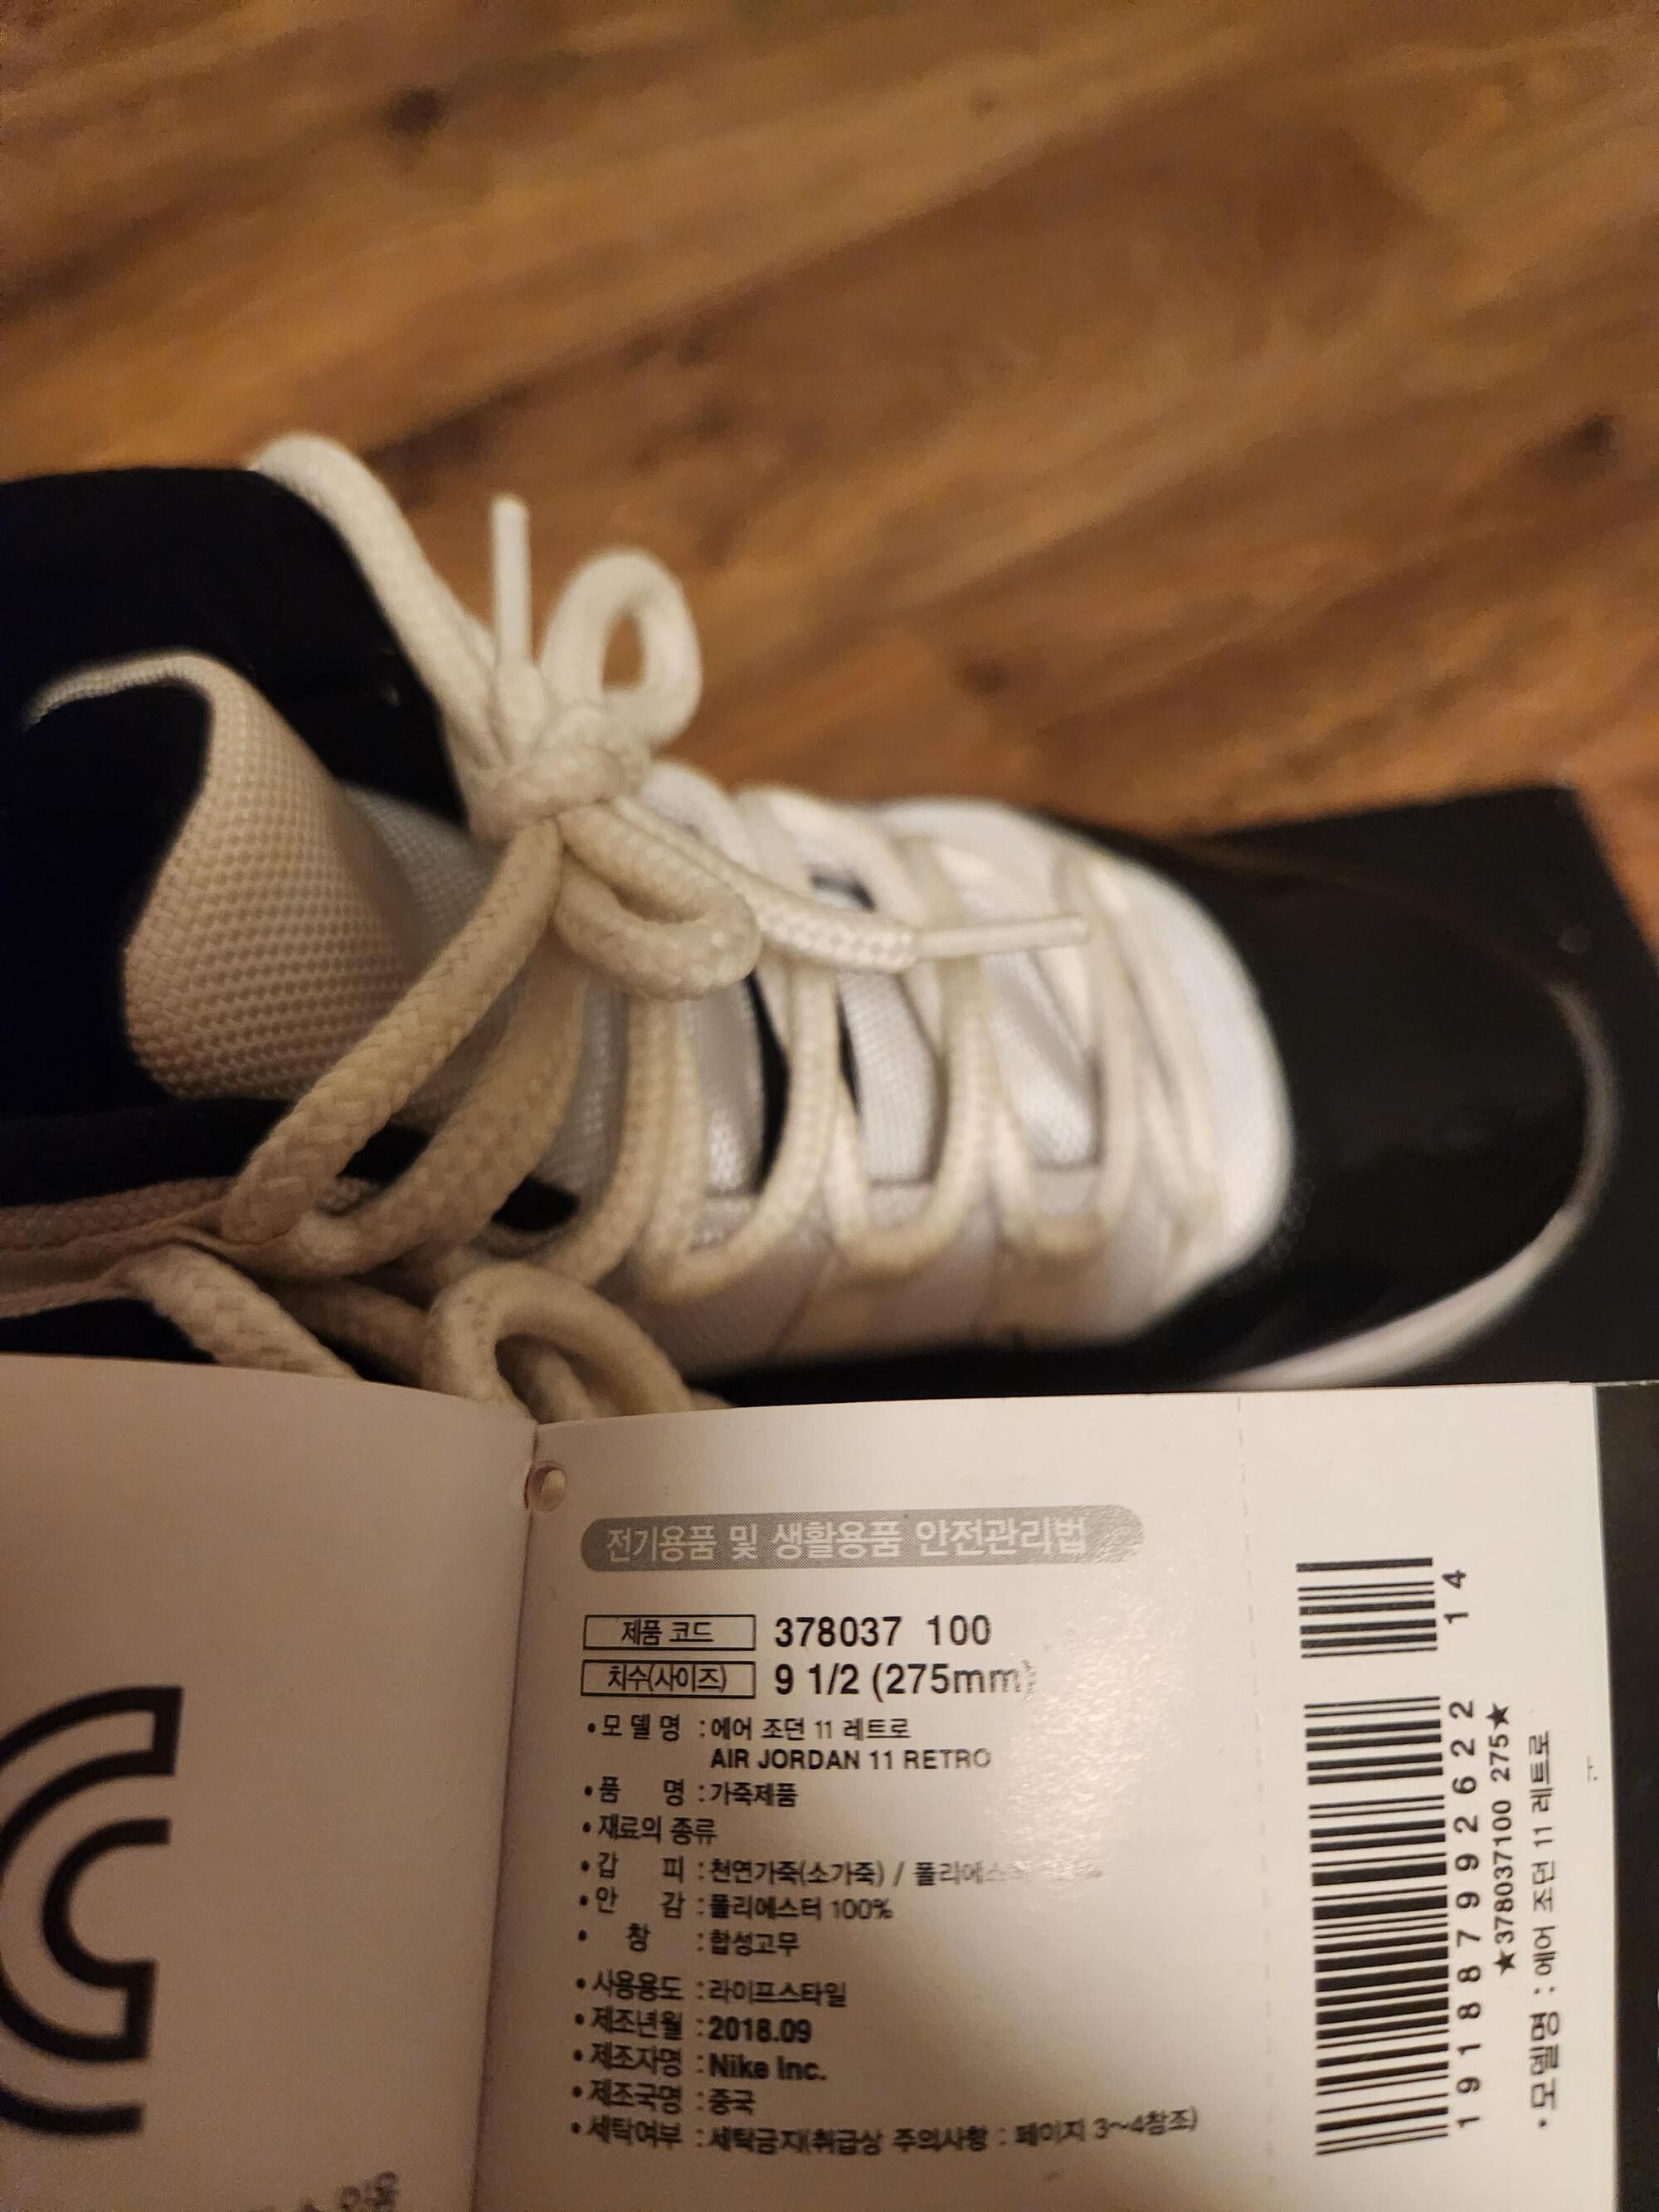 전기용품 및 생활용품 안전관리법
제품 코드 378037 100
치수(사이즈) 9 1/2 (275mm)
•모델명 : 에어 조던 11 레트로
AIR JORDAN 11 RETRO
•품 명 : 가죽제품
•재료의 종류
•갑 피 : 천연가죽(소가죽) / 폴리에스터
•안 감 : 폴리에스터 100%
•창 : 합성고무
•사용용도 : 라이프스타일
•제조년월 : 2018.09
•제조자명 : Nike Inc.
•제조국명 : 중국
•세탁여부 : 세탁금지(취급상 주의사항 : 페이지 3~4참조)
14
191887992622
★378037100 275★
•모델명 : 에어 조던 11 레트로